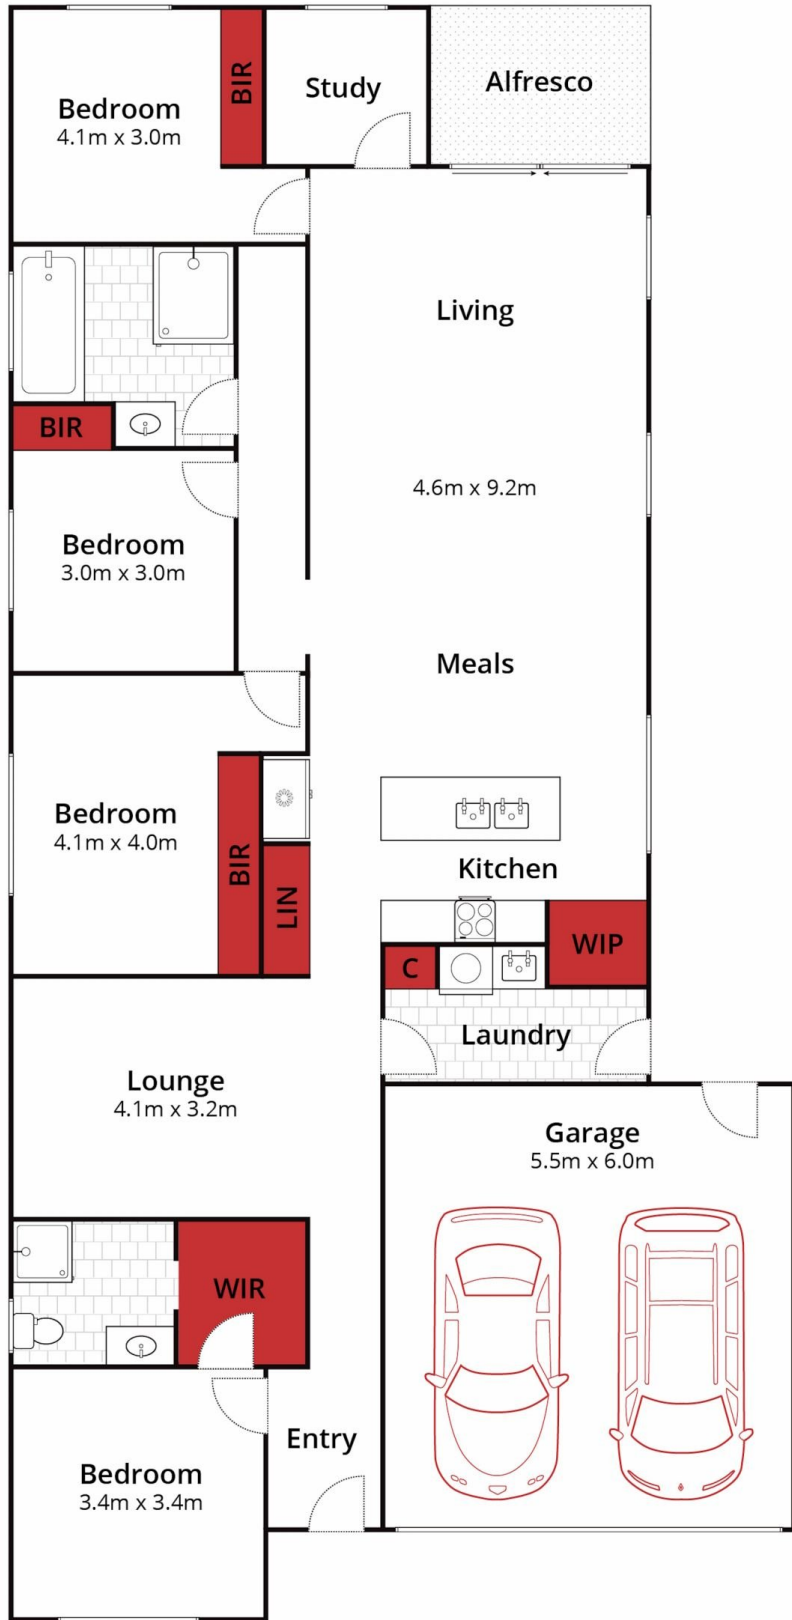 Bedroom
4.1m x 3.0m
BIR
Study
Alfresco
Living
BIR
4.6m x 9.2m
Bedroom
3.0m x 3.0m
Meals
Bedroom
4.1m x 4.0m
BIR
LIN
Kitchen
WIP
C
Laundry
Lounge
4.1m x 3.2m
Garage
5.5m x 6.0m
WIR
Entry
Bedroom
3.4m x 3.4m